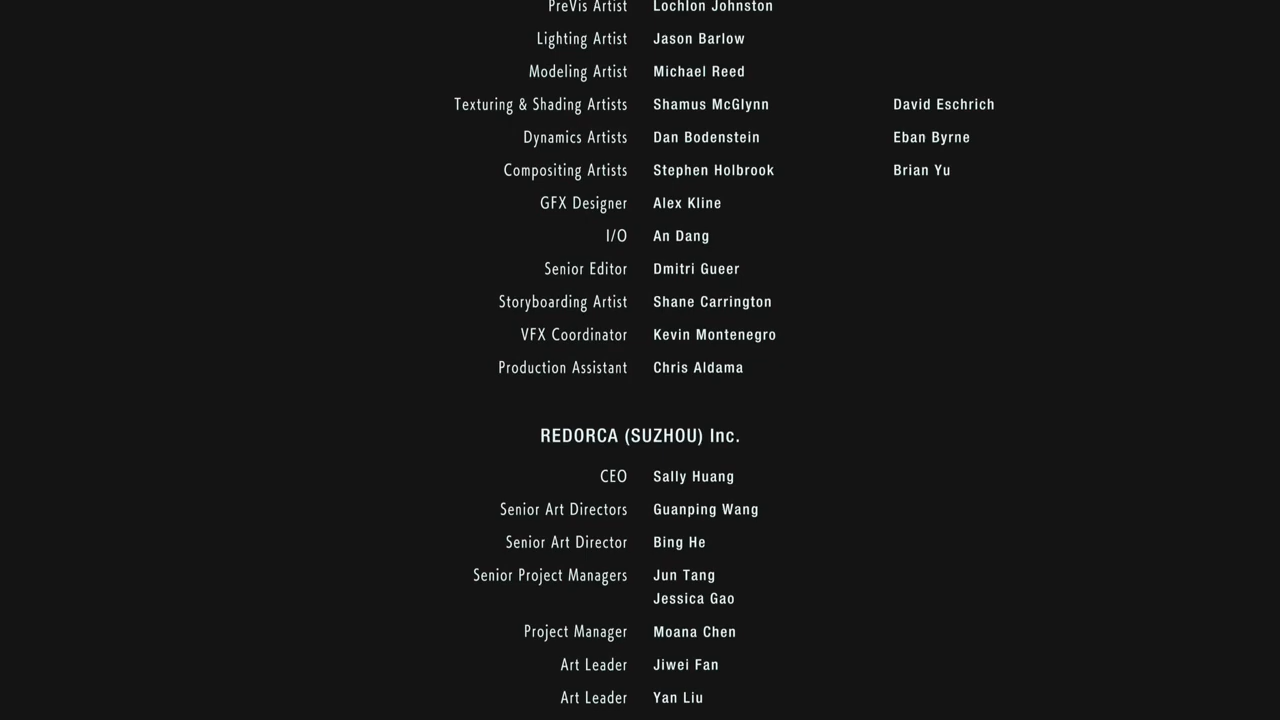 PreVis Artist Lochlon Johnston
Lighting Artist Jason Barlow
Modeling Artist Michael Reed
Texturing & Shading Artists Shamus McGlynn David Eschrich
Dynamics Artists Dan Bodenstein Eban Byrne
Compositing Artists Stephen Holbrook Brian Yu
GFX Designer Alex Kline
I/O An Dang
Senior Editor Dmitri Gueer
Storyboarding Artist Shane Carrington
VFX Coordinator Kevin Montenegro
Production Assistant Chris Aldama
REDORCA (SUZHOU) Inc.
CEO Sally Huang
Senior Art Directors Guanping Wang
Senior Art Director Bing He
Senior Project Managers Jun Tang
Jessica Gao
Project Manager Moana Chen
Art Leader Jiwei Fan
Art Leader Yan Liu